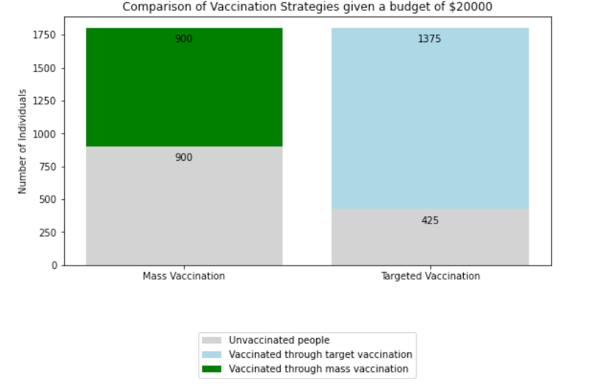 Comparison of Vaccination Strategies given a budget of $20000
Number of Individuals
1750
1500
1250
1000
750
500
250
0
900
900
1375
425
Mass Vaccination
Targeted Vaccination
Unvaccinated people
Vaccinated through target vaccination
Vaccinated through mass vaccination